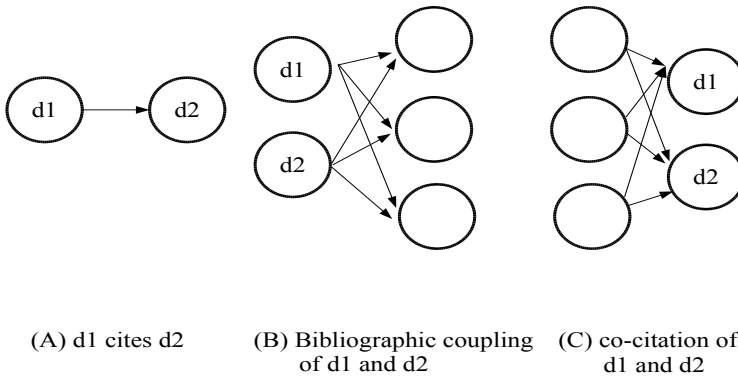 d1
d2
d1
d2
d1
d2
(A) d1 cites d2
(B) Bibliographic coupling
of d1 and d2
(C) co-citation of
d1 and d2